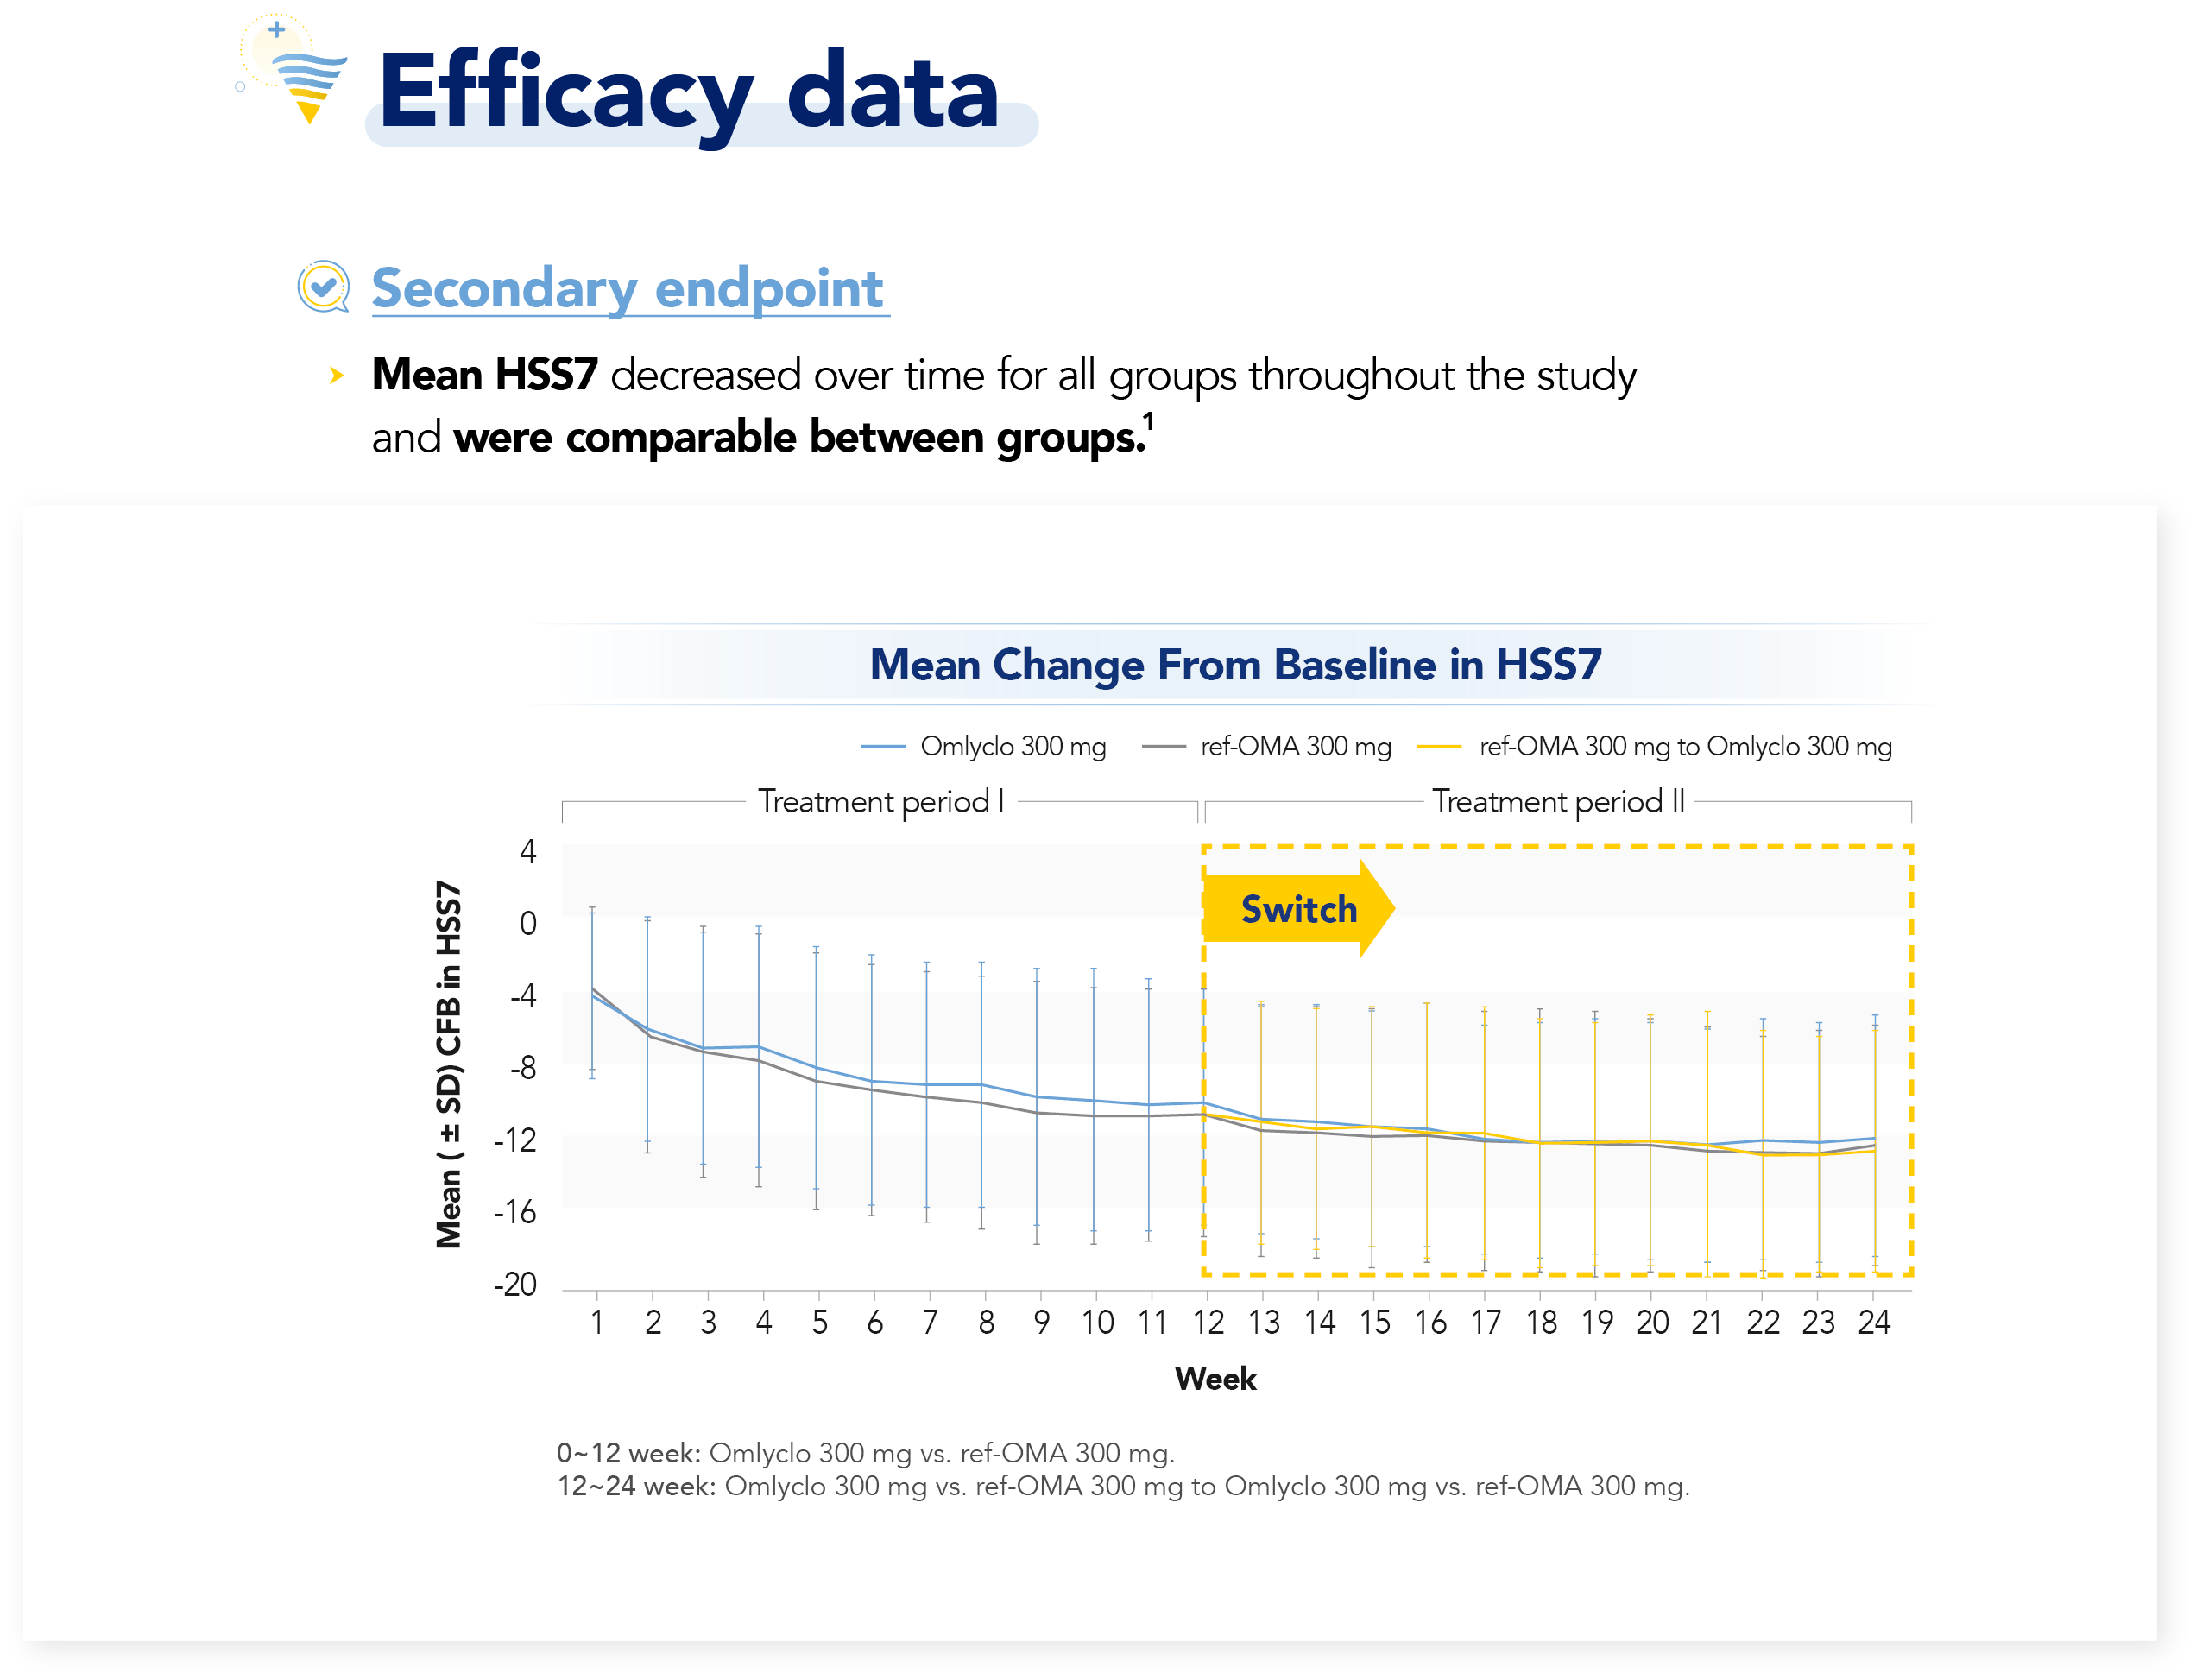 Efficacy data
Secondary endpoint
Mean HSS7 decreased over time for all groups throughout the study
and were comparable between groups.1
Mean Change From Baseline in HSS7
Omlyclo 300 mg ref-OMA 300 mg ref-OMA 300 mg to Omlyclo 300 mg
Treatment period I Treatment period II
Mean ( ± SD) CFB in HSS7
4
0
-4
-8
-12
-16
-20
Switch
1 2 3 4 5 6 7 8 9 10 11 12 13 14 15 16 17 18 19 20 21 22 23 24
Week
0~12 week: Omlyclo 300 mg vs. ref-OMA 300 mg.
12~24 week: Omlyclo 300 mg vs. ref-OMA 300 mg to Omlyclo 300 mg vs. ref-OMA 300 mg.